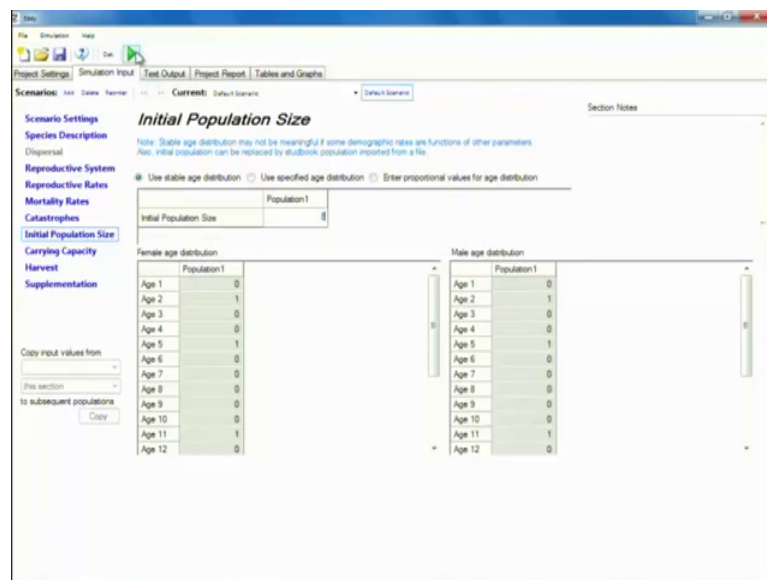 File Simulation Help
Project Settings Simulation Input Text Output Project Report Tables and Graphs
Scenarios: Add Delete Reorder Current: Default Scenario Default Scenario
Section Notes
Scenario Settings
Species Description
Dispersal
Reproductive System
Reproductive Rates
Mortality Rates
Catastrophes
Initial Population Size
Carrying Capacity
Harvest
Supplementation
Copy input values from
this section
to subsequent populations
Copy
Initial Population Size
Note: Stable age distribution may not be meaningful if some demographic rates are functions of other parameters.
Also, initial population can be replaced by studbook population imported from a file.
Use stable age distribution Use specified age distribution Enter proportional values for age distribution
Population1
Initial Population Size
Female age distribution
Population1
Age 1 0
Age 2 1
Age 3 0
Age 4 0
Age 5 1
Age 6 0
Age 7 0
Age 8 0
Age 9 0
Age 10 0
Age 11 1
Age 12 0
Male age distribution
Population1
Age 1 0
Age 2 1
Age 3 0
Age 4 0
Age 5 1
Age 6 0
Age 7 0
Age 8 0
Age 9 0
Age 10 0
Age 11 1
Age 12 0